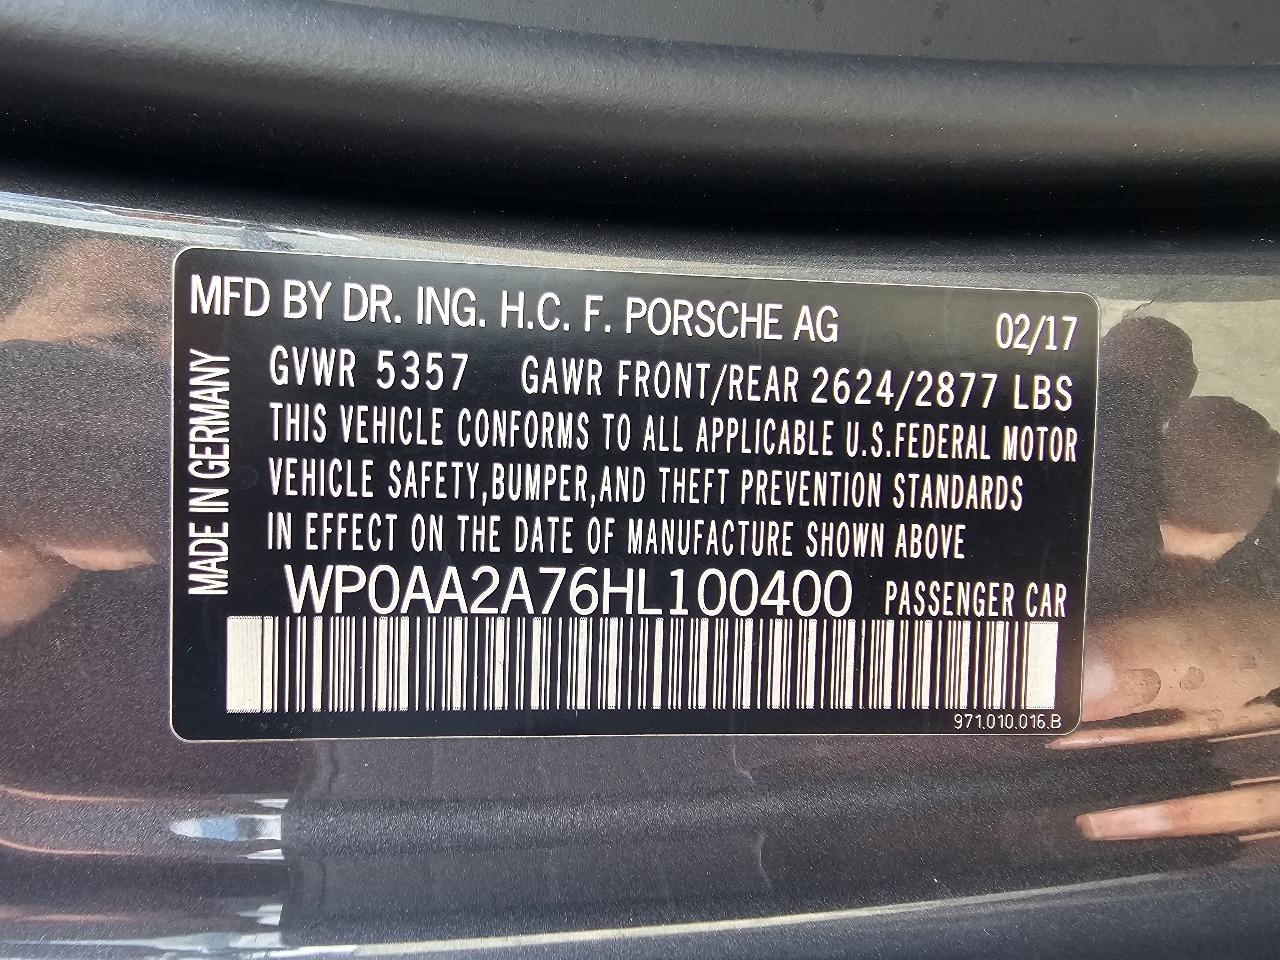 MFD BY DR. ING. H.C. F. PORSCHE AG 02/17
GVWR 5357 GAWR FRONT/REAR 2624/2877 LBS
THIS VEHICLE CONFORMS TO ALL APPLICABLE U.S.FEDERAL MOTOR
VEHICLE SAFETY,BUMPER,AND THEFT PREVENTION STANDARDS
IN EFFECT ON THE DATE OF MANUFACTURE SHOWN ABOVE
WP0AA2A76HL100400 PASSENGER CAR
971.010.016.B
MADE IN GERMANY